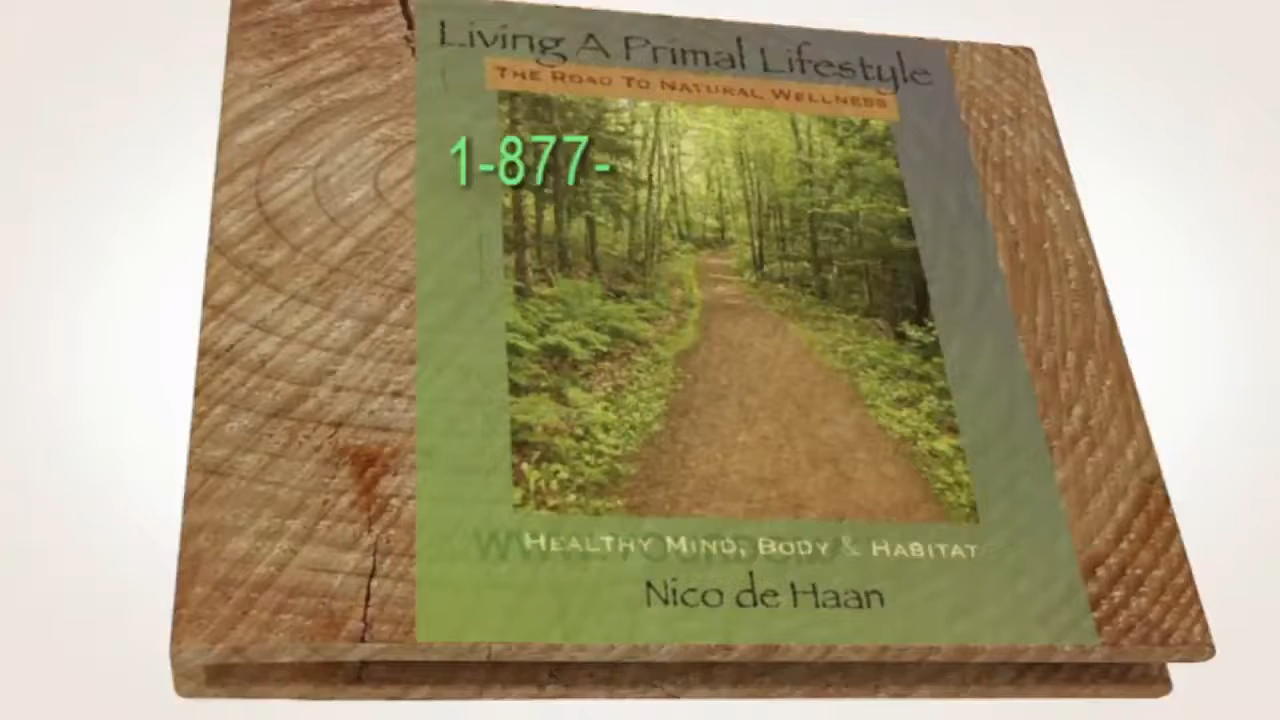 Living A Primal Lifestyle
THE ROAD TO NATURAL WELLNESS
1-877-
HEALTHY MIND, BODY & HABITAT
Nico de Haan